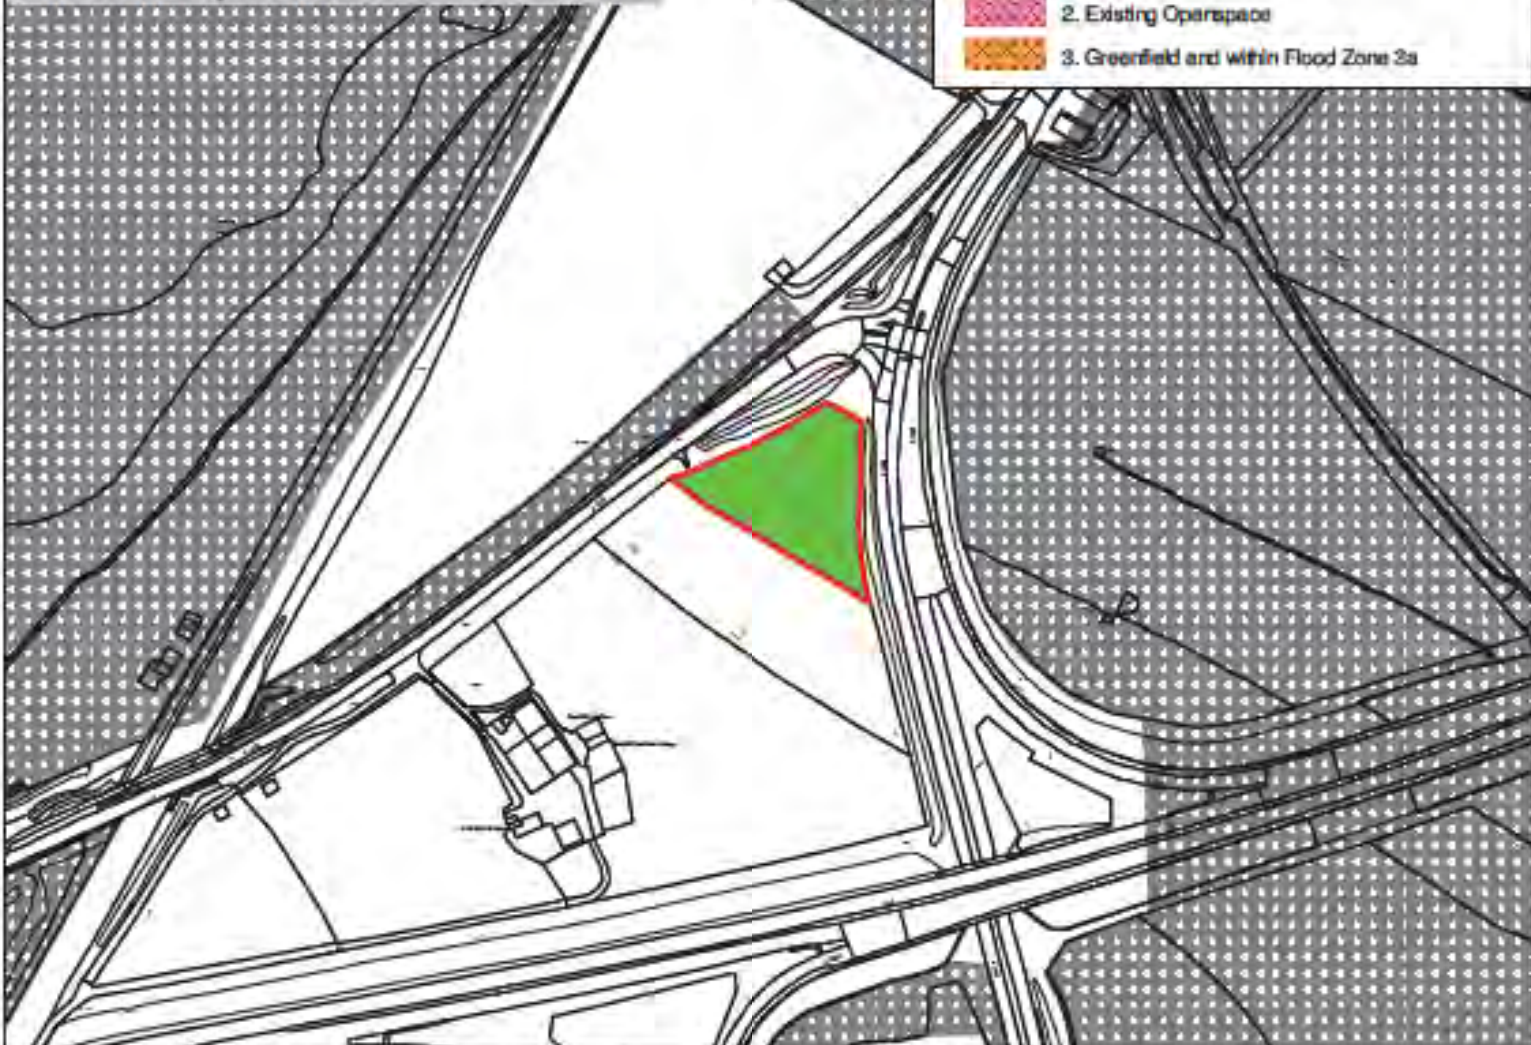 2. Existing Openspace
3. Greenfield and within Flood Zone 3a